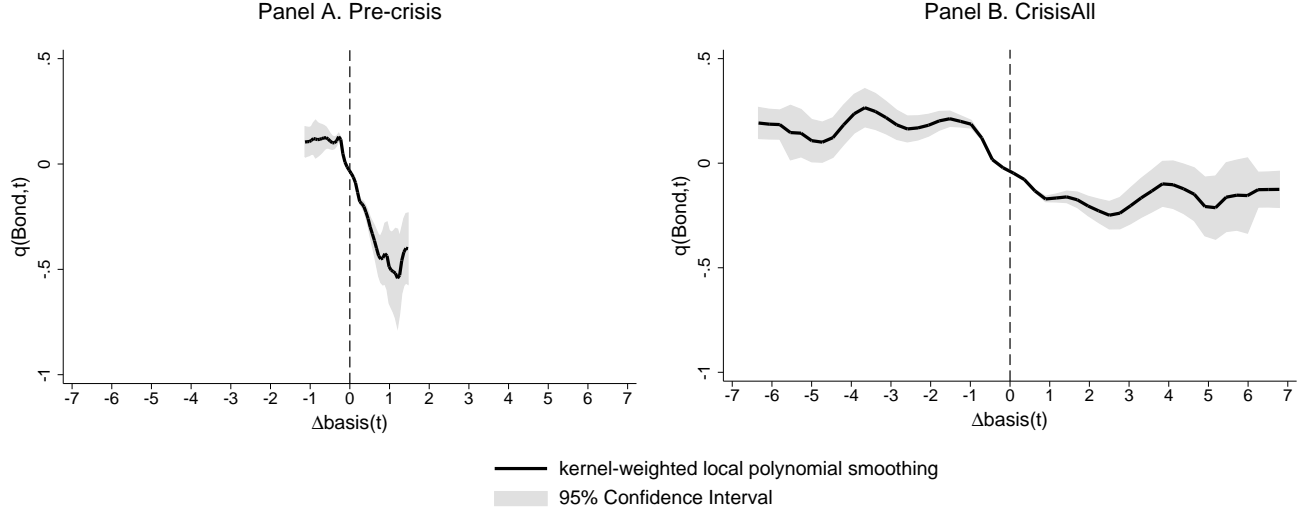 Panel A. Pre-crisis
Panel B. CrisisAll
q(Bond,t)
.5
0
-.5
-1
-7 -6 -5 -4 -3 -2 -1 0 1 2 3 4 5 6 7
Δbasis(t)
q(Bond,t)
.5
0
-.5
-1
-7 -6 -5 -4 -3 -2 -1 0 1 2 3 4 5 6 7
Δbasis(t)
kernel-weighted local polynomial smoothing
95% Confidence Interval